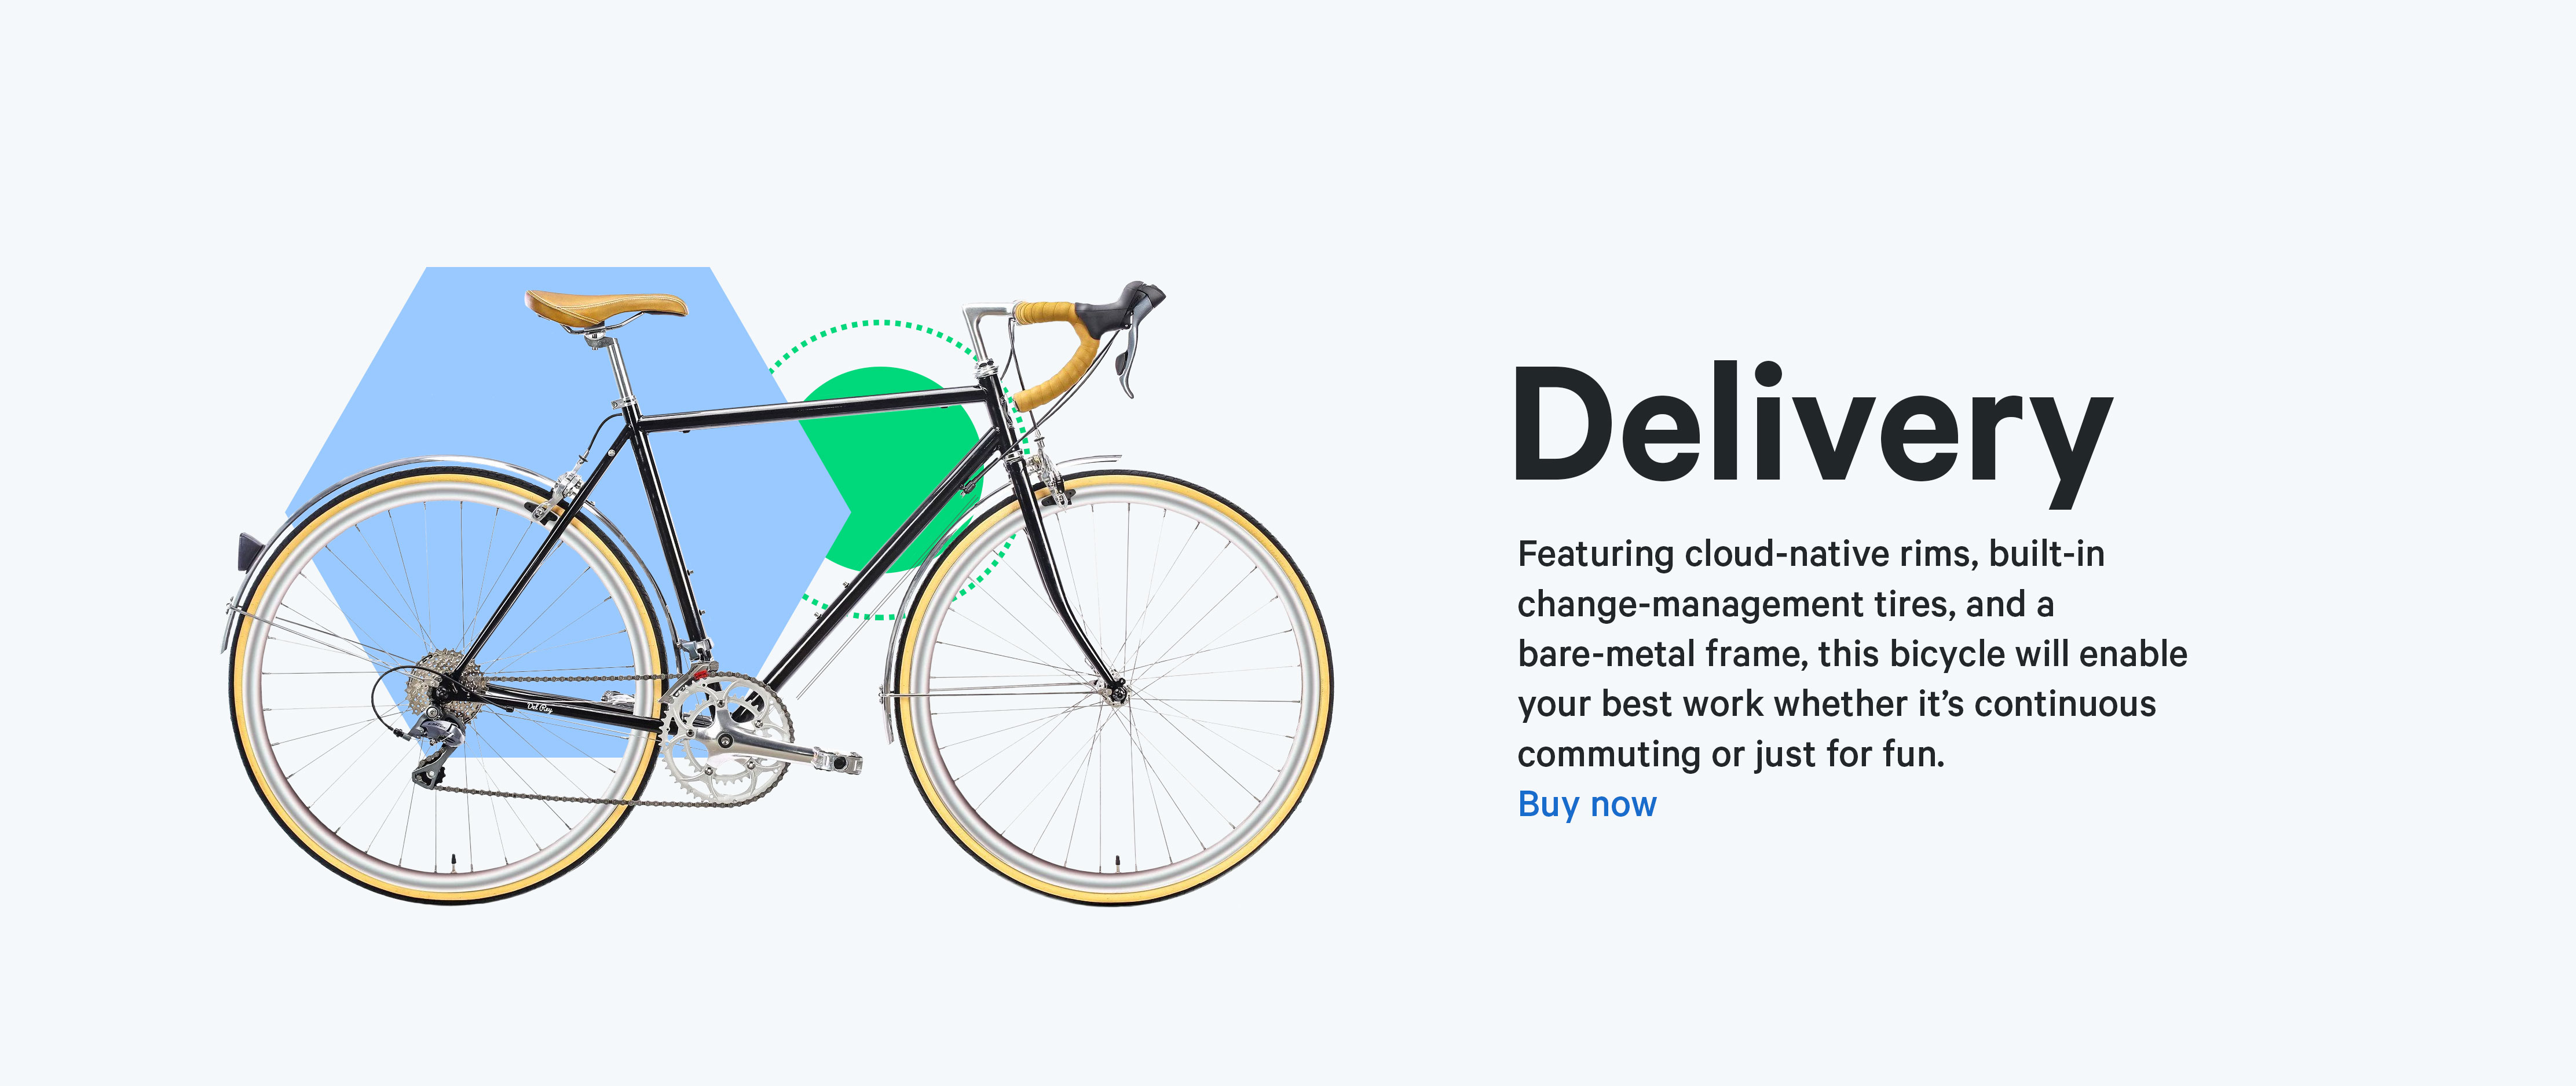 Delivery
Featuring cloud-native rims, built-in
change-management tires, and a
bare-metal frame, this bicycle will enable
your best work whether it’s continuous
commuting or just for fun.
Buy now
Del Rey